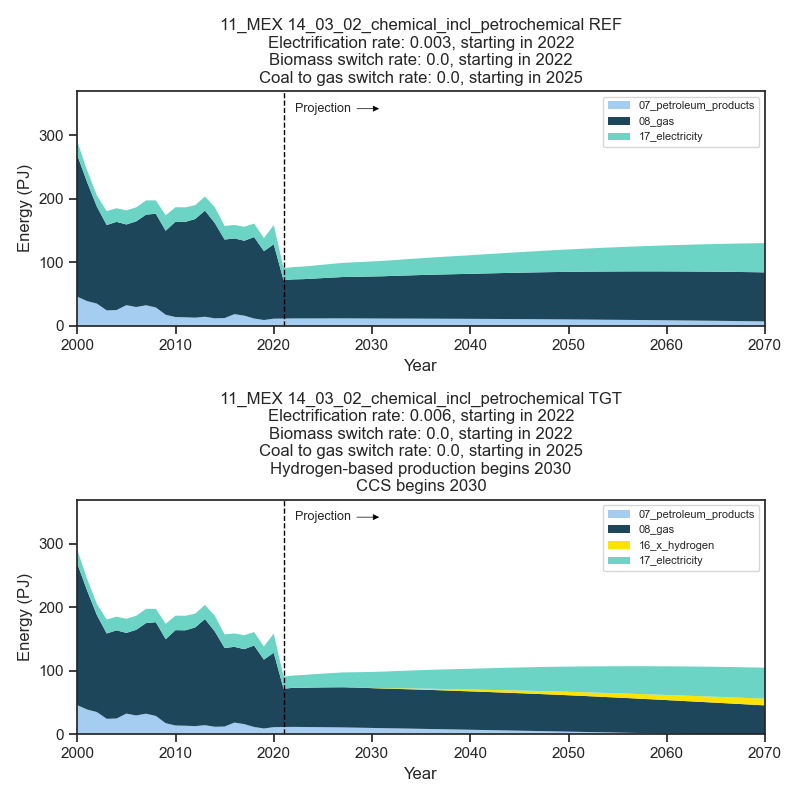 11_MEX 14_03_02_chemical_incl_petrochemical REF
Electrification rate: 0.003, starting in 2022
Biomass switch rate: 0.0, starting in 2022
Coal to gas switch rate: 0.0, starting in 2025
Projection
07_petroleum_products
08_gas
17_electricity
Energy (PJ)
300
200
100
0
2000 2010 2020 2030 2040 2050 2060 2070
Year
11_MEX 14_03_02_chemical_incl_petrochemical TGT
Electrification rate: 0.006, starting in 2022
Biomass switch rate: 0.0, starting in 2022
Coal to gas switch rate: 0.0, starting in 2025
Hydrogen-based production begins 2030
CCS begins 2030
Projection
07_petroleum_products
08_gas
16_x_hydrogen
17_electricity
Energy (PJ)
300
200
100
0
2000 2010 2020 2030 2040 2050 2060 2070
Year